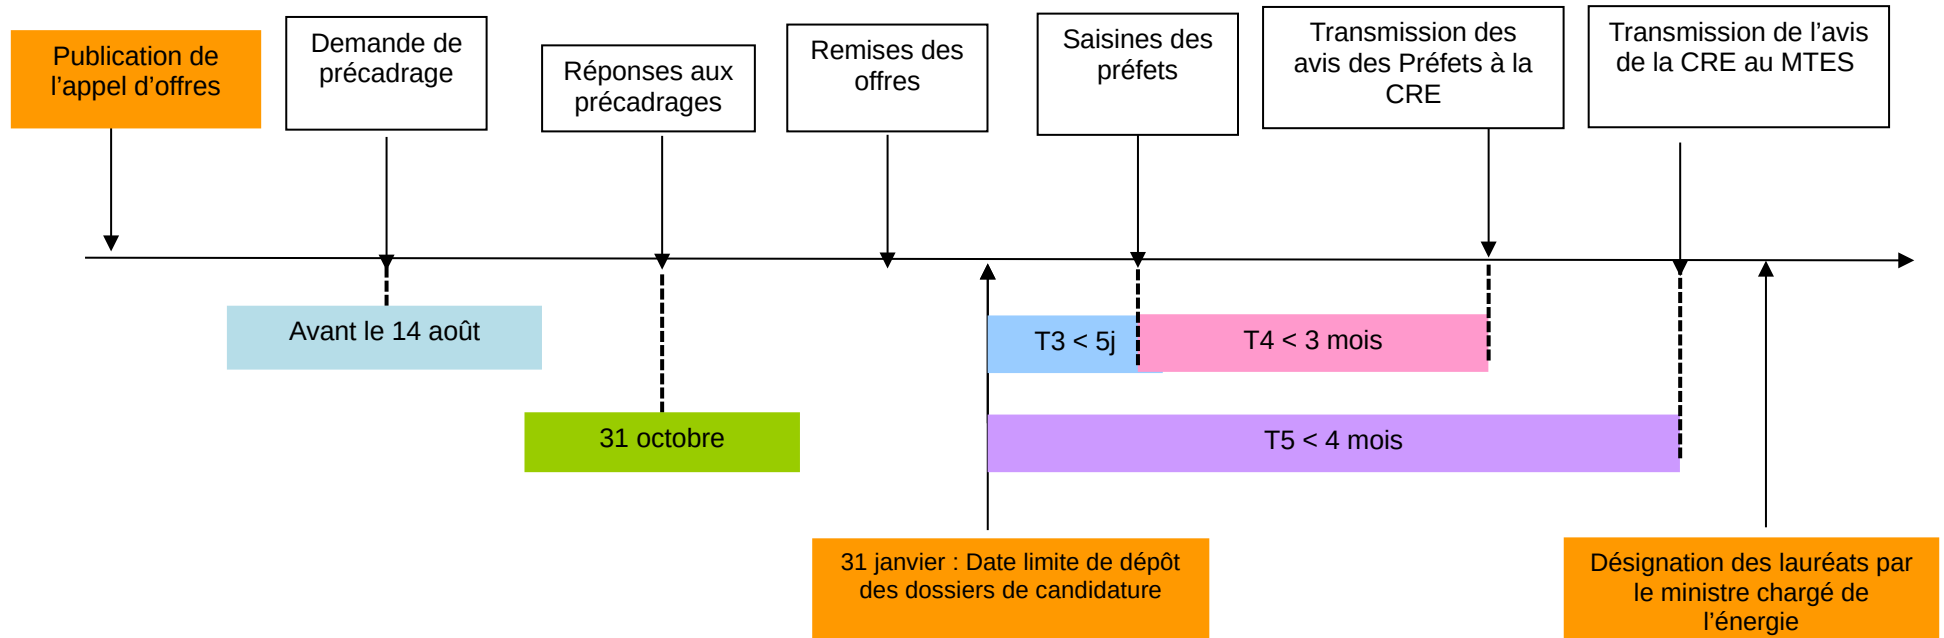 Publication de
l'appel d'offres
Demande de
précadrage
Réponses aux
précadrages
Remises des
offres
Saisines des
préfets
Transmission des
avis des Préfets à la
CRE
Transmission de l'avis
de la CRE au MTES
Avant le 14 août
31 octobre
T3 < 5j
T4 < 3 mois
T5 < 4 mois
31 janvier : Date limite de dépôt
des dossiers de candidature
Désignation des lauréats par
le ministre chargé de
l'énergie